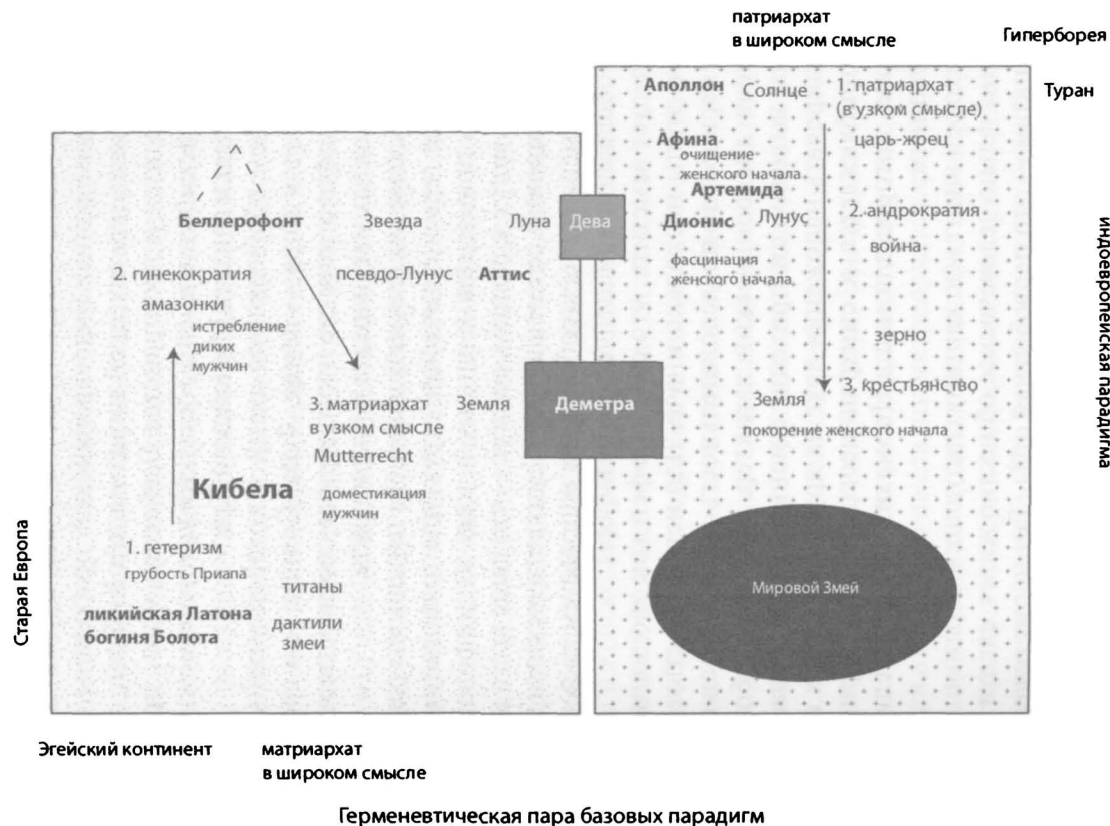 патриархат
в широком смысле
Гиперборея
Аполлон
Солнце
1. патриархат
(в узком смысле)
Туран
Афина
царь-жрец
очищение
женского начала
Артемида
Беллерофонт
Звезда
Луна
Дева
Дионис
Лунус
2. андрократия
война
2. гинекократия
псевдо-Лунус
Аттис
фасцинация
женского начала
амазонки
истребление
диких
мужчин
зерно
индоевропейская парадигма
3. матриархат
в узком смысле
Земля
Деметра
3. крестьянство
Земля
покорение женского начала
Mutterrecht
Кибела
доместикация
мужчин
Старая Европа
1. гетеризм
грубость Приапа
титаны
ликийская Латона
богиня Болота
дактили
змеи
Мировой Змей
Эгейский континент
матриархат
в широком смысле
Герменевтическая пара базовых парадигм